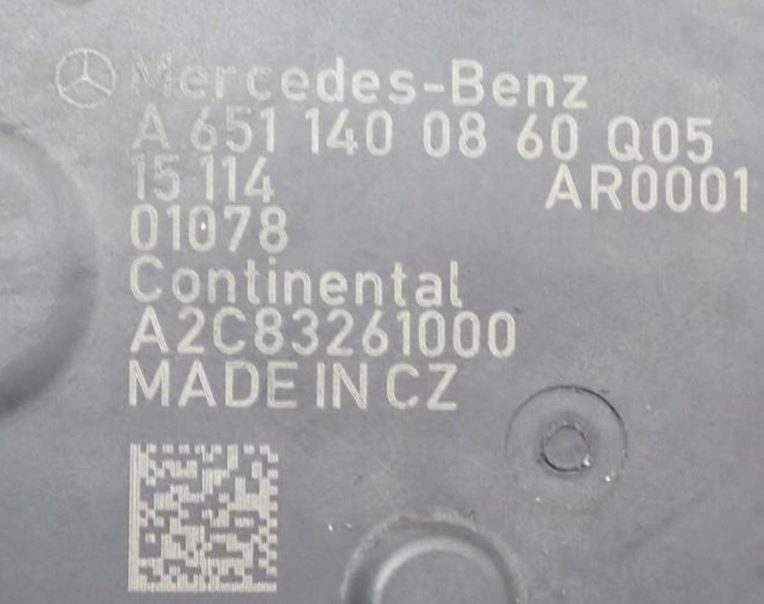 Mercedes-Benz
A 651 140 08 60 Q05
15 114 AR0001
01078
Continental
A2C83261000
MADE IN CZ